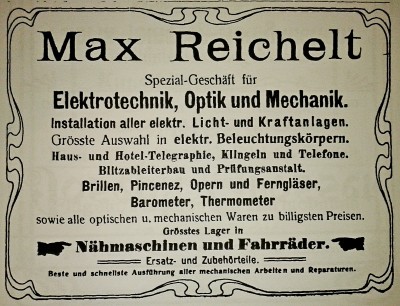 Max Reichelt
Spezial-Geschäft für
Elektrotechnik, Optik und Mechanik.
Installation aller elektr. Licht- und Kraftanlagen.
Grösste Auswahl in elektr. Beleuchtungskörpern.
Haus- und Hotel-Telegraphie, Klingeln und Telefone.
Blitzableiterbau und Prüfungsanstalt.
Brillen, Pincenez, Opern und Ferngläser,
Barometer, Thermometer
sowie alle optischen u. mechanischen Waren zu billigsten Preisen.
Grösstes Lager in
Nähmaschinen und Fahrräder.
Ersatz- und Zubehörteile.
Beste und schnellste Ausführung aller mechanischen Arbeiten und Reparaturen.